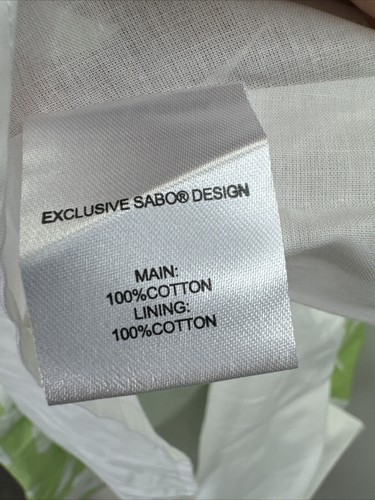 EXCLUSIVE SABO® DESIGN
MAIN:
100%COTTON
LINING:
100%COTTON